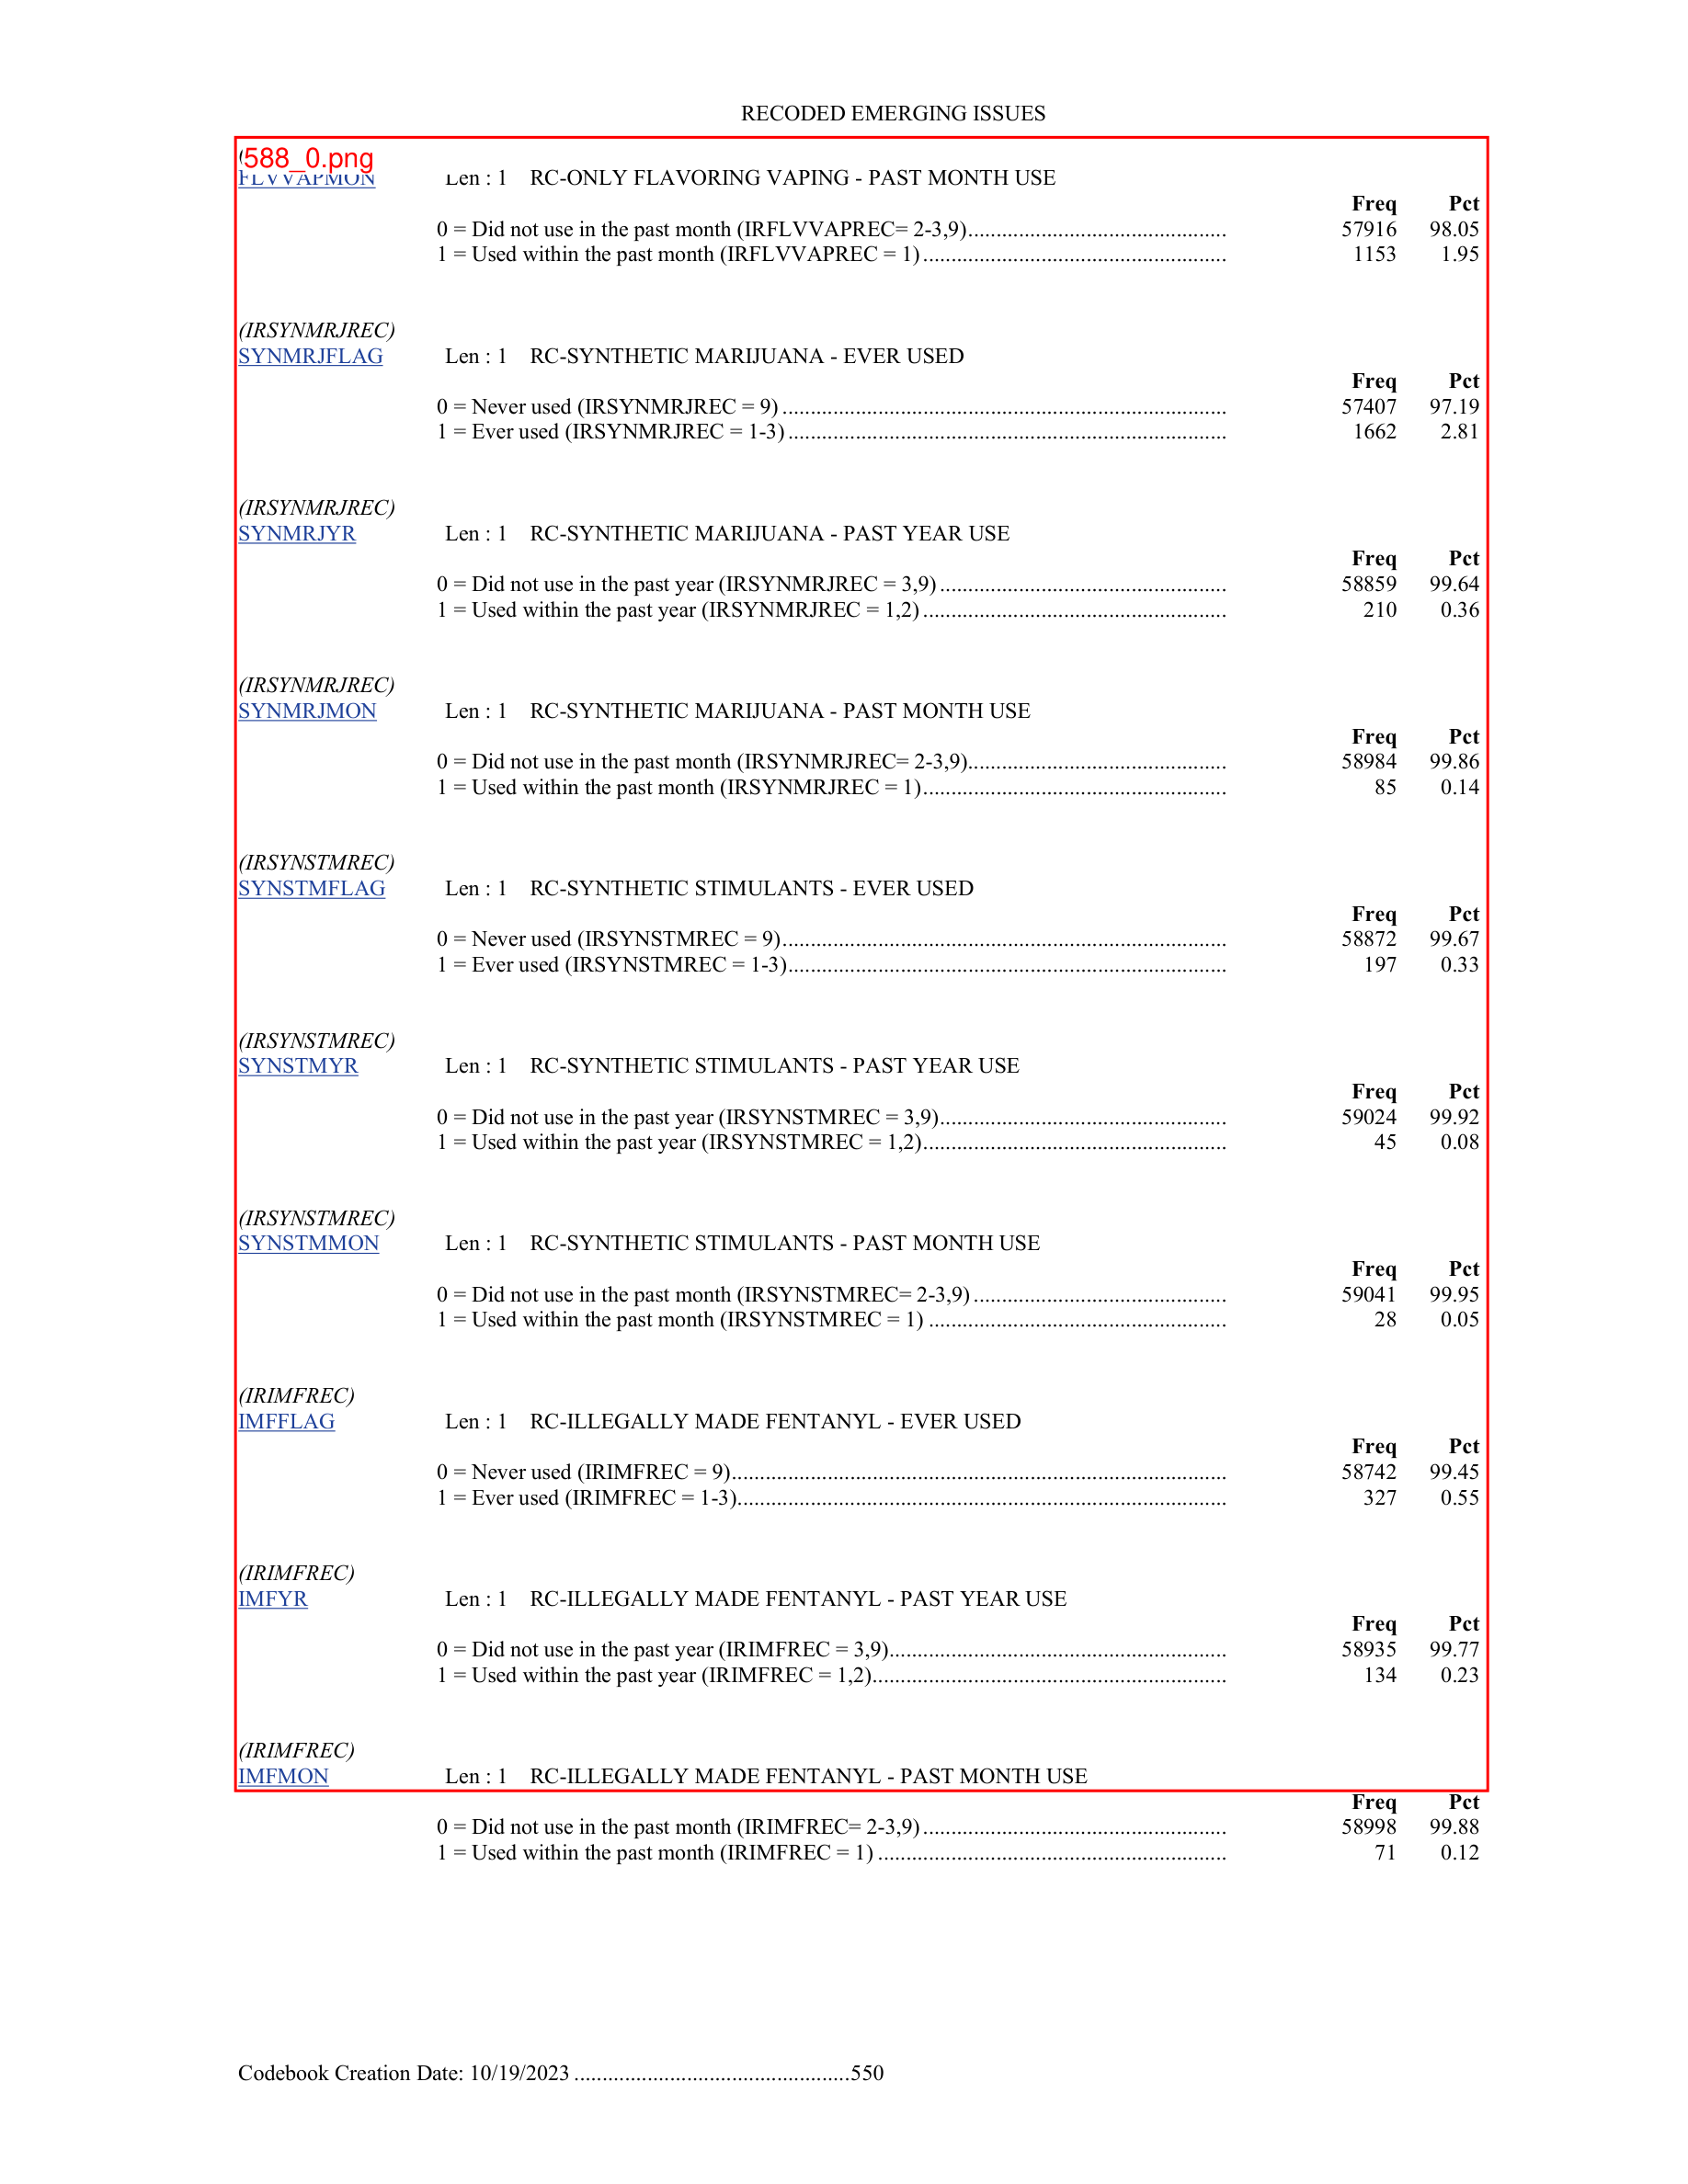 RECODED EMERGING ISSUES
588_0.png
FLVVAPMON Len : 1 RC-ONLY FLAVORING VAPING - PAST MONTH USE
Freq Pct
0 = Did not use in the past month (IRFLVVAPREC= 2-3,9).............................................. 57916 98.05
1 = Used within the past month (IRFLVVAPREC = 1)...................................................... 1153 1.95
(IRSYNMRJREC)
SYNMRJFLAG Len : 1 RC-SYNTHETIC MARIJUANA - EVER USED
Freq Pct
0 = Never used (IRSYNMRJREC = 9)............................................................................... 57407 97.19
1 = Ever used (IRSYNMRJREC = 1-3).............................................................................. 1662 2.81
(IRSYNMRJREC)
SYNMRJYR Len : 1 RC-SYNTHETIC MARIJUANA - PAST YEAR USE
Freq Pct
0 = Did not use in the past year (IRSYNMRJREC = 3,9)................................................... 58859 99.64
1 = Used within the past year (IRSYNMRJREC = 1,2)...................................................... 210 0.36
(IRSYNMRJREC)
SYNMRJMON Len : 1 RC-SYNTHETIC MARIJUANA - PAST MONTH USE
Freq Pct
0 = Did not use in the past month (IRSYNMRJREC= 2-3,9).............................................. 58984 99.86
1 = Used within the past month (IRSYNMRJREC = 1)...................................................... 85 0.14
(IRSYNSTMREC)
SYNSTMFLAG Len : 1 RC-SYNTHETIC STIMULANTS - EVER USED
Freq Pct
0 = Never used (IRSYNSTMREC = 9)............................................................................... 58872 99.67
1 = Ever used (IRSYNSTMREC = 1-3).............................................................................. 197 0.33
(IRSYNSTMREC)
SYNSTMYR Len : 1 RC-SYNTHETIC STIMULANTS - PAST YEAR USE
Freq Pct
0 = Did not use in the past year (IRSYNSTMREC = 3,9)................................................... 59024 99.92
1 = Used within the past year (IRSYNSTMREC = 1,2)...................................................... 45 0.08
(IRSYNSTMREC)
SYNSTMMON Len : 1 RC-SYNTHETIC STIMULANTS - PAST MONTH USE
Freq Pct
0 = Did not use in the past month (IRSYNSTMREC= 2-3,9)............................................. 59041 99.95
1 = Used within the past month (IRSYNSTMREC = 1)..................................................... 28 0.05
(IRIMFREC)
IMFFLAG Len : 1 RC-ILLEGALLY MADE FENTANYL - EVER USED
Freq Pct
0 = Never used (IRIMFREC = 9)........................................................................................ 58742 99.45
1 = Ever used (IRIMFREC = 1-3)....................................................................................... 327 0.55
(IRIMFREC)
IMFYR Len : 1 RC-ILLEGALLY MADE FENTANYL - PAST YEAR USE
Freq Pct
0 = Did not use in the past year (IRIMFREC = 3,9)............................................................ 58935 99.77
1 = Used within the past year (IRIMFREC = 1,2)............................................................... 134 0.23
(IRIMFREC)
IMFMON Len : 1 RC-ILLEGALLY MADE FENTANYL - PAST MONTH USE
Freq Pct
0 = Did not use in the past month (IRIMFREC= 2-3,9)...................................................... 58998 99.88
1 = Used within the past month (IRIMFREC = 1).............................................................. 71 0.12
Codebook Creation Date: 10/19/2023 .................................................550